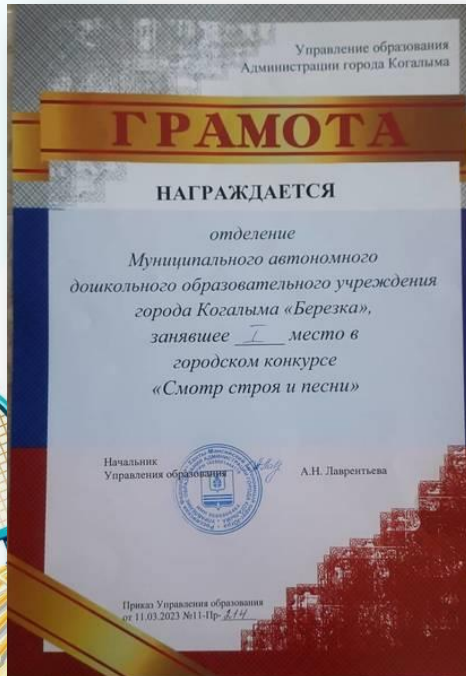 Управление образования
Администрации города Когалыма
ГРАМОТА
НАГРАЖДАЕТСЯ
отделение
Муниципального автономного
дошкольного образовательного учреждения
города Когалыма «Березка»,
занявшее I место в
городском конкурсе
«Смотр строя и песни»
Начальник
Управления образования А.Н. Лаврентьева
Приказ Управления образования
от 11.03.2023 №11-Пр-214